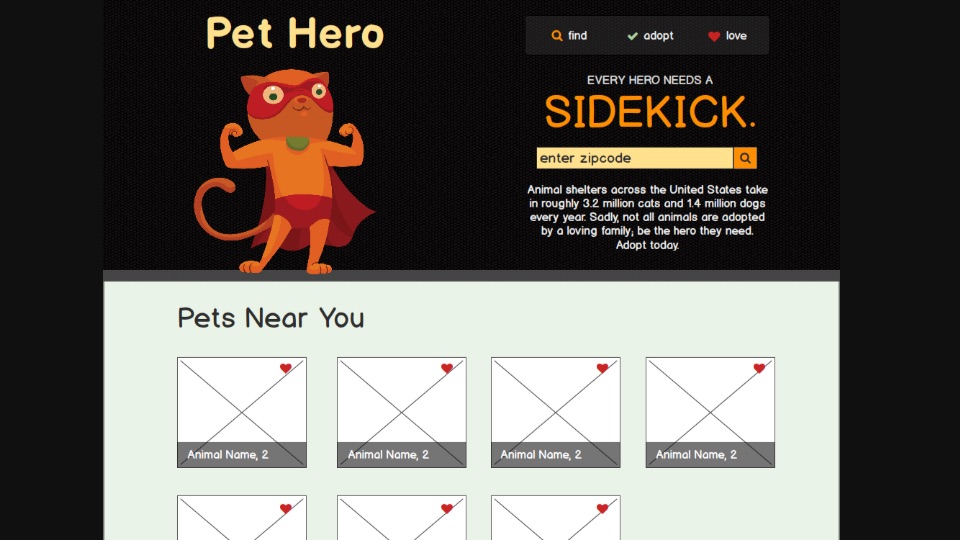 Pet Hero
find adopt love
EVERY HERO NEEDS A
SIDEKICK.
enter zipcode
Animal shelters across the United States take
in roughly 3.2 million cats and 1.4 million dogs
every year. Sadly, not all animals are adopted
by a loving family; be the hero they need.
Adopt today.
Pets Near You
Animal Name, 2
Animal Name, 2
Animal Name, 2
Animal Name, 2